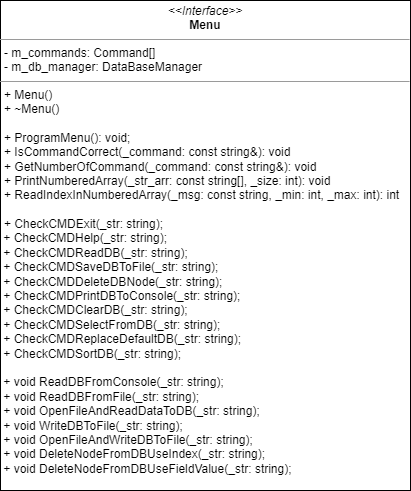 <<Interface>>
Menu
- m_commands: Command[]
- m_db_manager: DataBaseManager
+ Menu()
+ ~Menu()
+ ProgramMenu(): void;
+ IsCommandCorrect(_command: const string&): void
+ GetNumberOfCommand(_command: const string&): void
+ PrintNumberedArray(_str_arr: const string[], _size: int): void
+ ReadIndexInNumberedArray(_msg: const string, _min: int, _max: int): int
+ CheckCMDExit(_str: string);
+ CheckCMDHelp(_str: string);
+ CheckCMDReadDB(_str: string);
+ CheckCMDSaveDBToFile(_str: string);
+ CheckCMDDeleteDBNode(_str: string);
+ CheckCMDPrintDBToConsole(_str: string);
+ CheckCMDClearDB(_str: string);
+ CheckCMDSelectFromDB(_str: string);
+ CheckCMDReplaceDefaultDB(_str: string);
+ CheckCMDSortDB(_str: string);
+ void ReadDBFromConsole(_str: string);
+ void ReadDBFromFile(_str: string);
+ void OpenFileAndReadDataToDB(_str: string);
+ void WriteDBToFile(_str: string);
+ void OpenFileAndWriteDBToFile(_str: string);
+ void DeleteNodeFromDBUseIndex(_str: string);
+ void DeleteNodeFromDBUseFieldValue(_str: string);